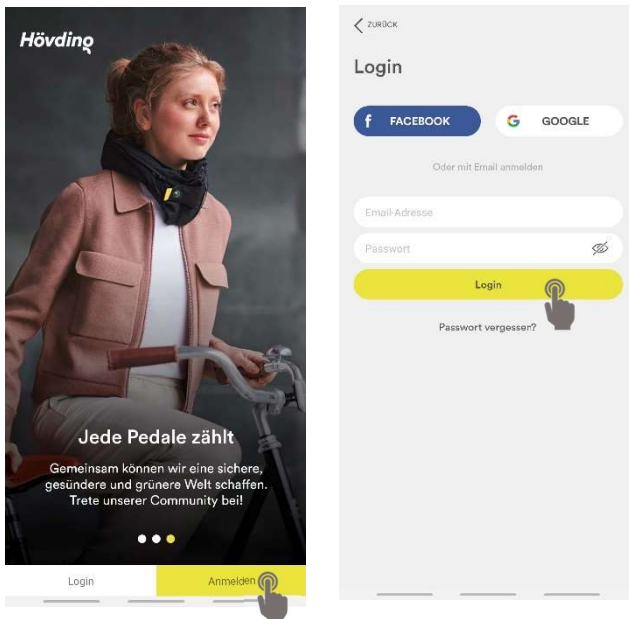 Hövding
Jede Pedale zählt
Gemeinsam können wir eine sichere,
gesündere und grünere Welt schaffen.
Trete unserer Community bei!
Login
Anmelden
ZURÜCK
Login
f FACEBOOK
G GOOGLE
Oder mit Email anmelden
Email-Adresse
Passwort
Login
Passwort vergessen?